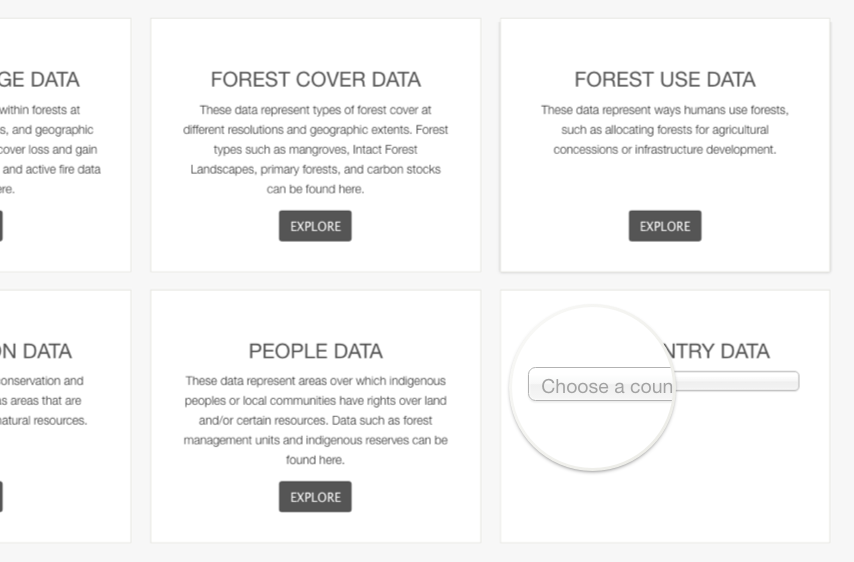 GE DATA
within forests at
s, and geographic
cover loss and gain
and active fire data
ere.
FOREST COVER DATA
These data represent types of forest cover at
different resolutions and geographic extents. Forest
types such as mangroves, Intact Forest
Landscapes, primary forests, and carbon stocks
can be found here.
EXPLORE
FOREST USE DATA
These data represent ways humans use forests,
such as allocating forests for agricultural
concessions or infrastructure development.
EXPLORE
ON DATA
conservation and
as areas that are
natural resources.
PEOPLE DATA
These data represent areas over which indigenous
peoples or local communities have rights over land
and/or certain resources. Data such as forest
management units and indigenous reserves can be
found here.
EXPLORE
NTRY DATA
Choose a coun